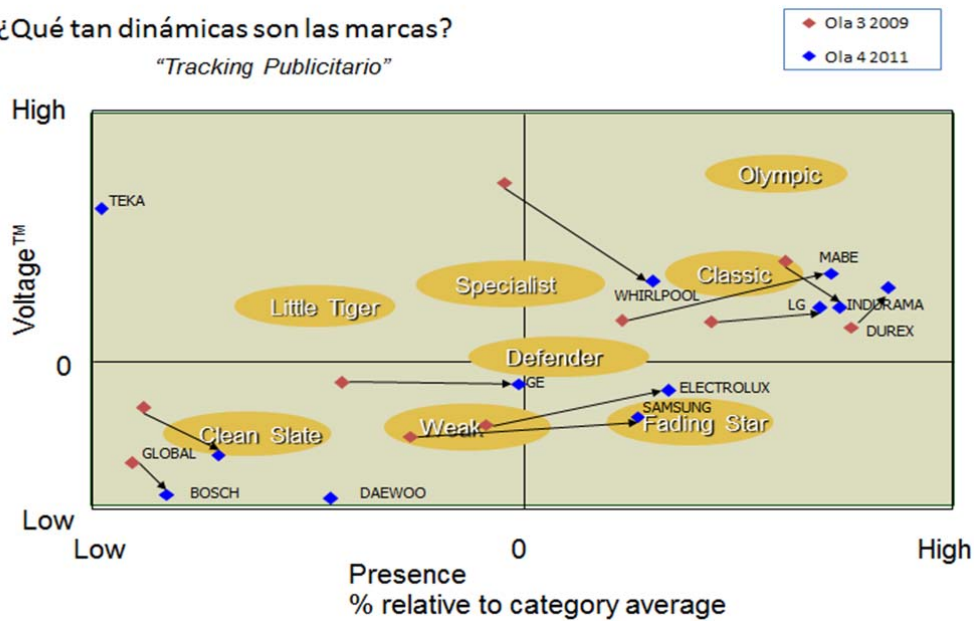 ¿Qué tan dinámicas son las marcas?
“Tracking Publicitario”
Ola 3 2009
Ola 4 2011
High
Olympic
TEKA
MABE
Voltage™
Specialist
Classic
WHIRLPOOL
Little Tiger
LG
INDURAMA
DUREX
Defender
0
GE
ELECTROLUX
SAMSUNG
Clean Slate
Weak
Fading Star
GLOBAL
BOSCH
DAEWOO
Low
Low
0
High
Presence
% relative to category average